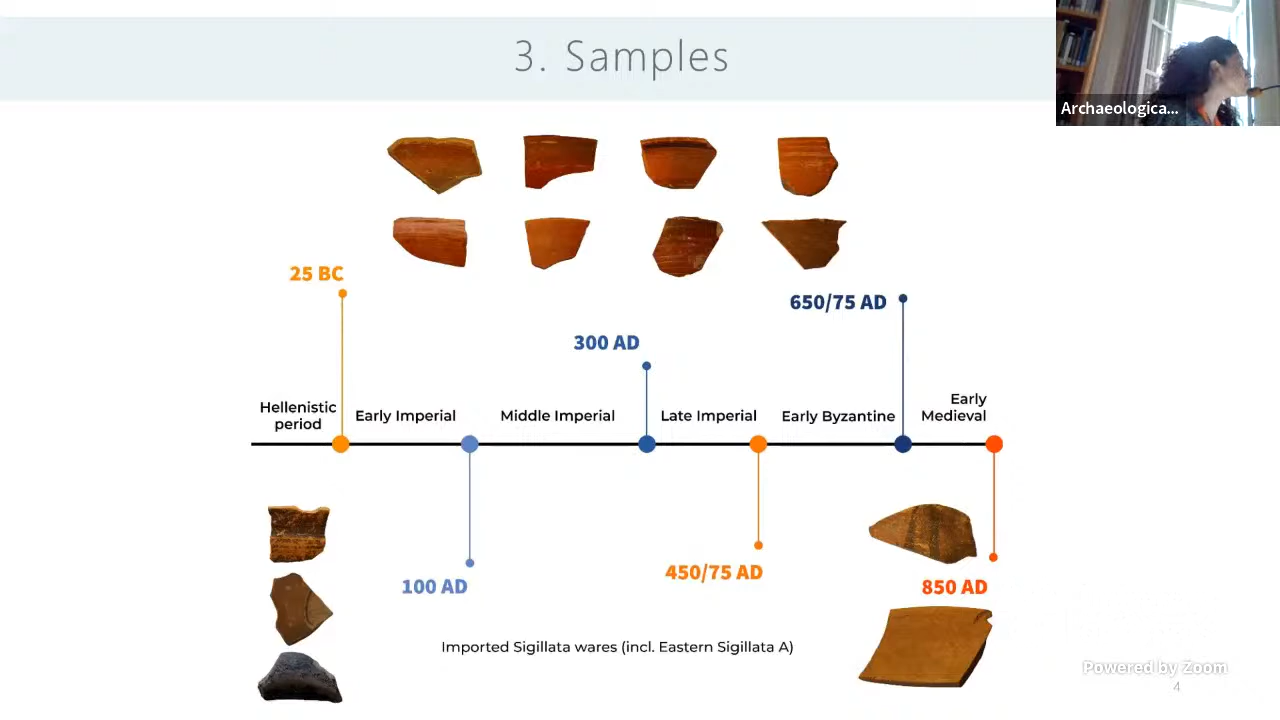 3. Samples
Archaeologica...
25 BC
650/75 AD
300 AD
Hellenistic
period
Early Imperial
Middle Imperial
Late Imperial
Early Byzantine
Early
Medieval
450/75 AD
100 AD
850 AD
Imported Sigillata wares (incl. Eastern Sigillata A)
Powered by Zoom
4